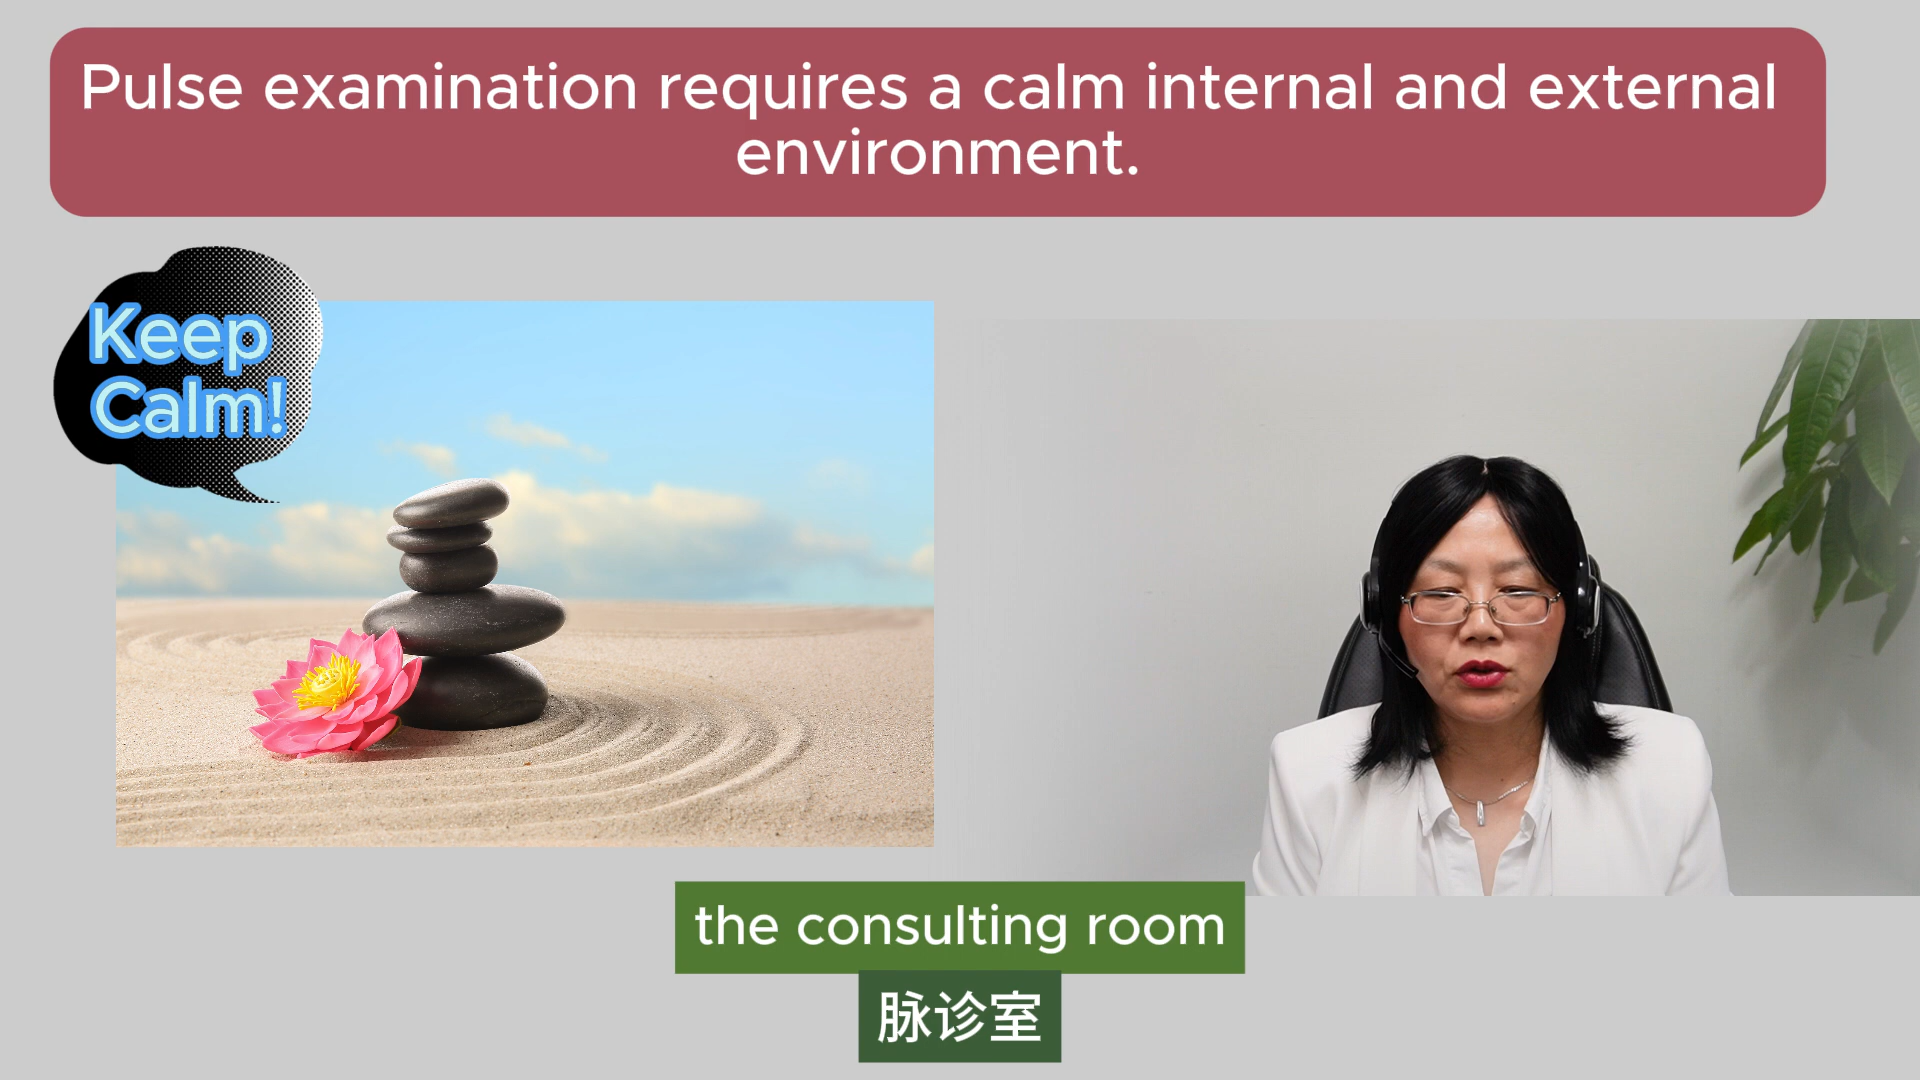 Pulse examination requires a calm internal and external
environment.
Keep
Calm!
the consulting room
脉诊室